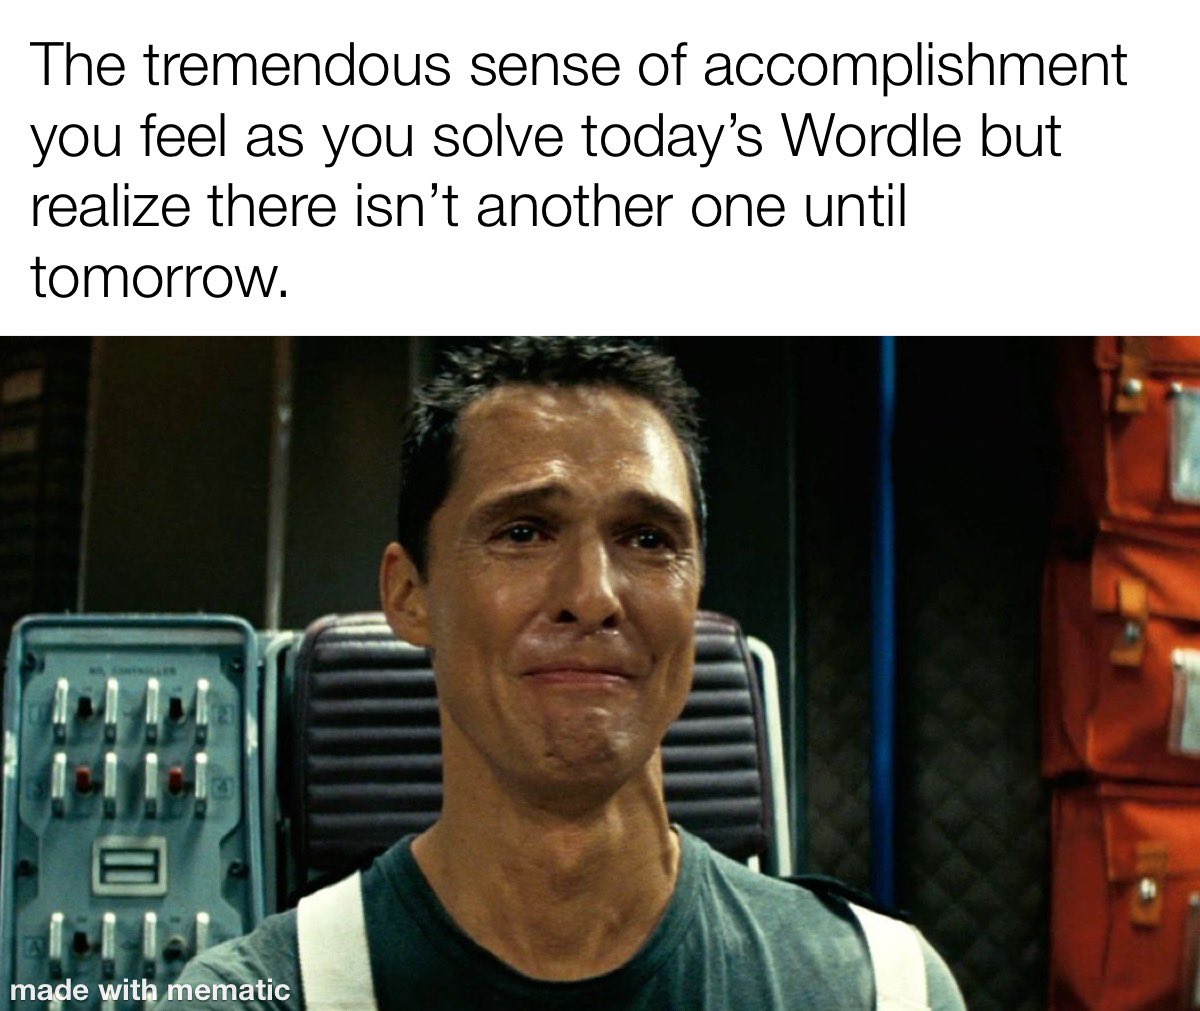 The tremendous sense of accomplishment
you feel as you solve today’s Wordle but
realize there isn’t another one until
tomorrow.
made with mematic